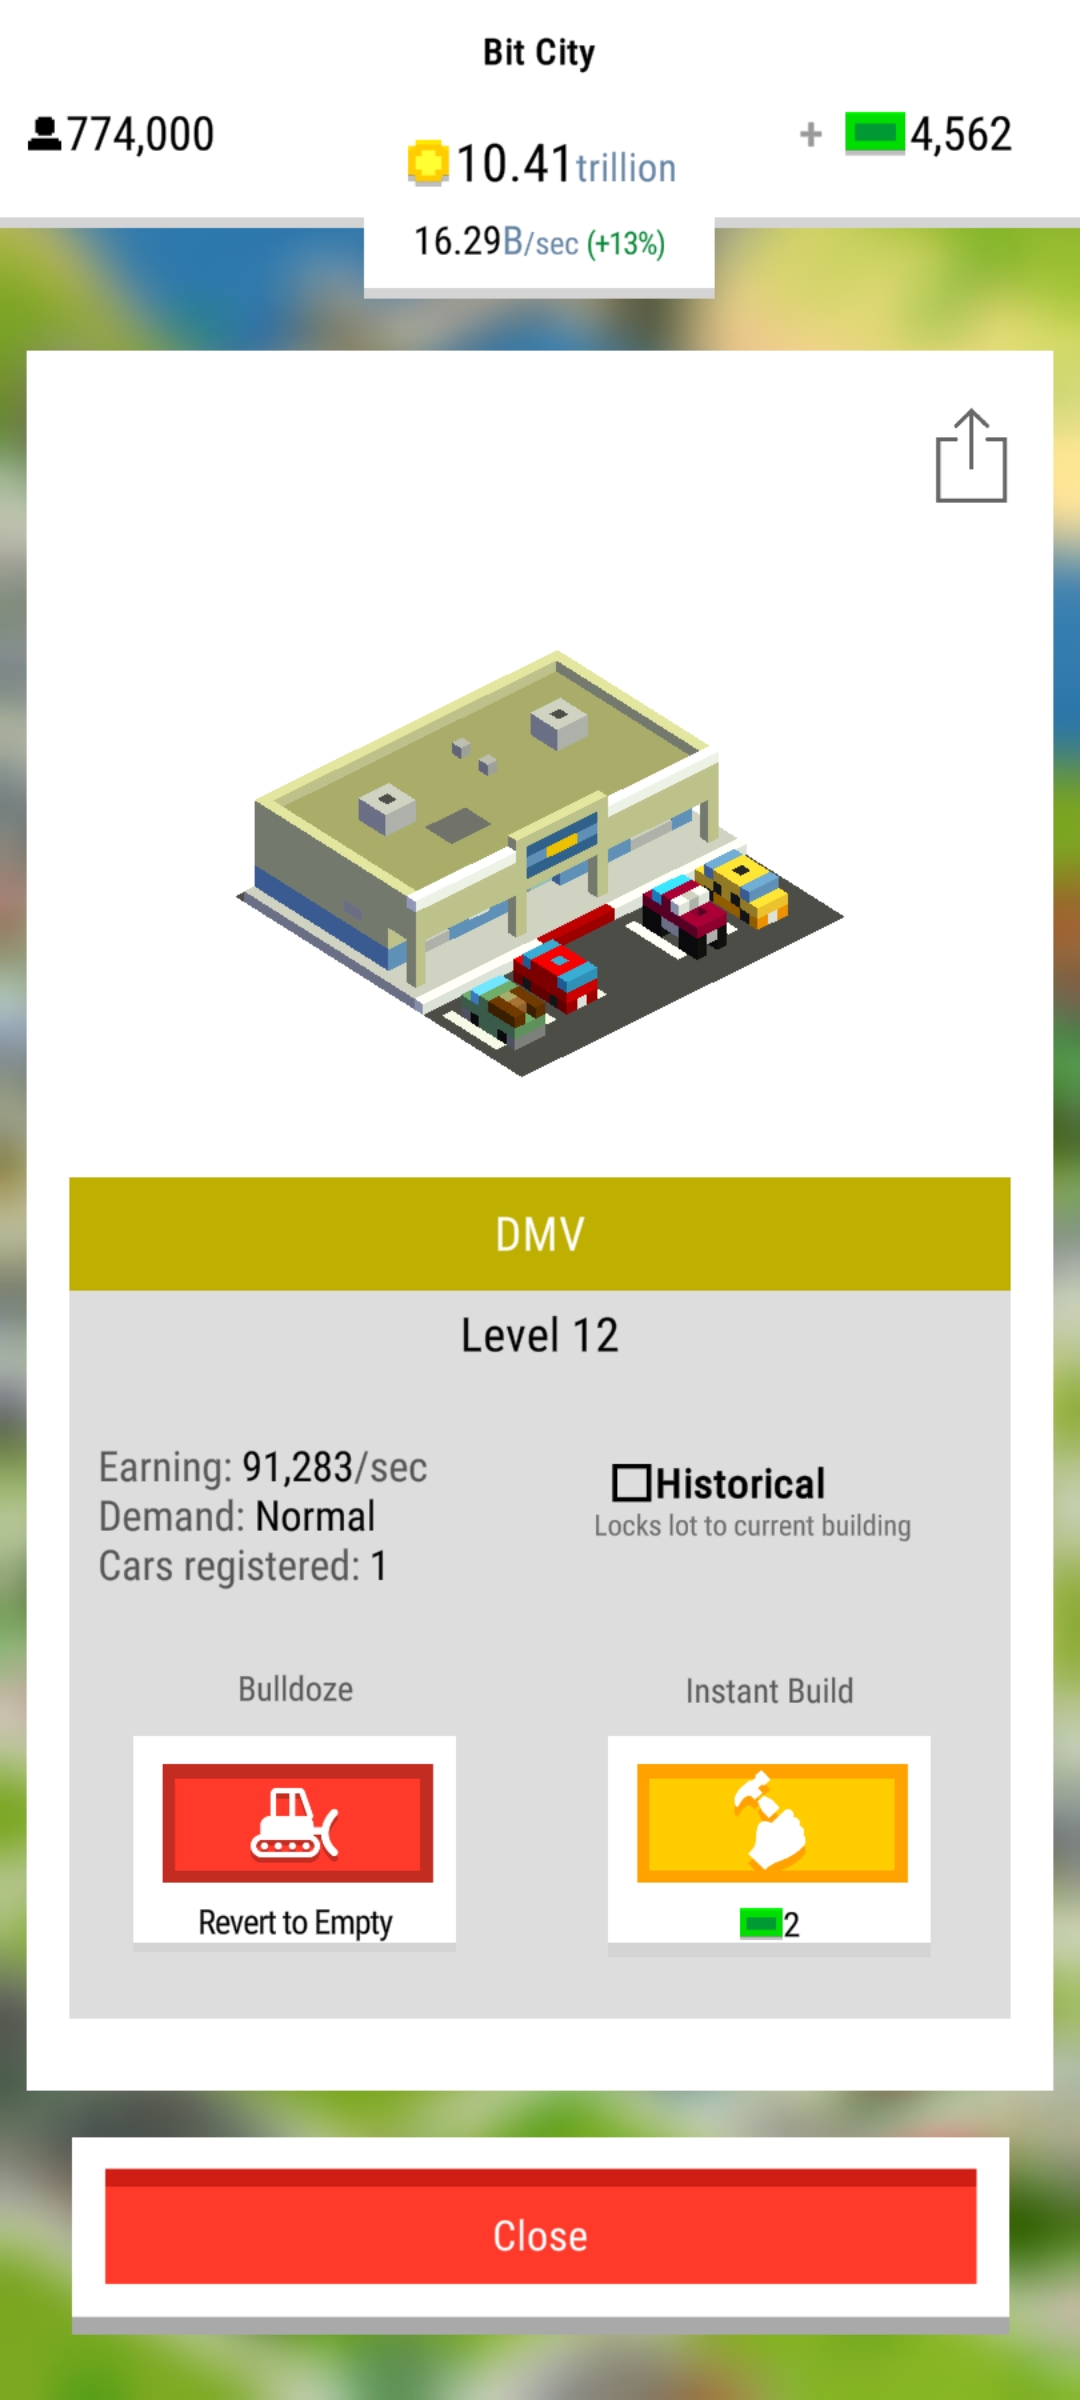 Bit City
774,000
10.41trillion
+ 4,562
16.29B/sec (+13%)
DMV
Level 12
Earning: 91,283/sec
Demand: Normal
Cars registered: 1
Historical
Locks lot to current building
Bulldoze
Revert to Empty
Instant Build
2
Close